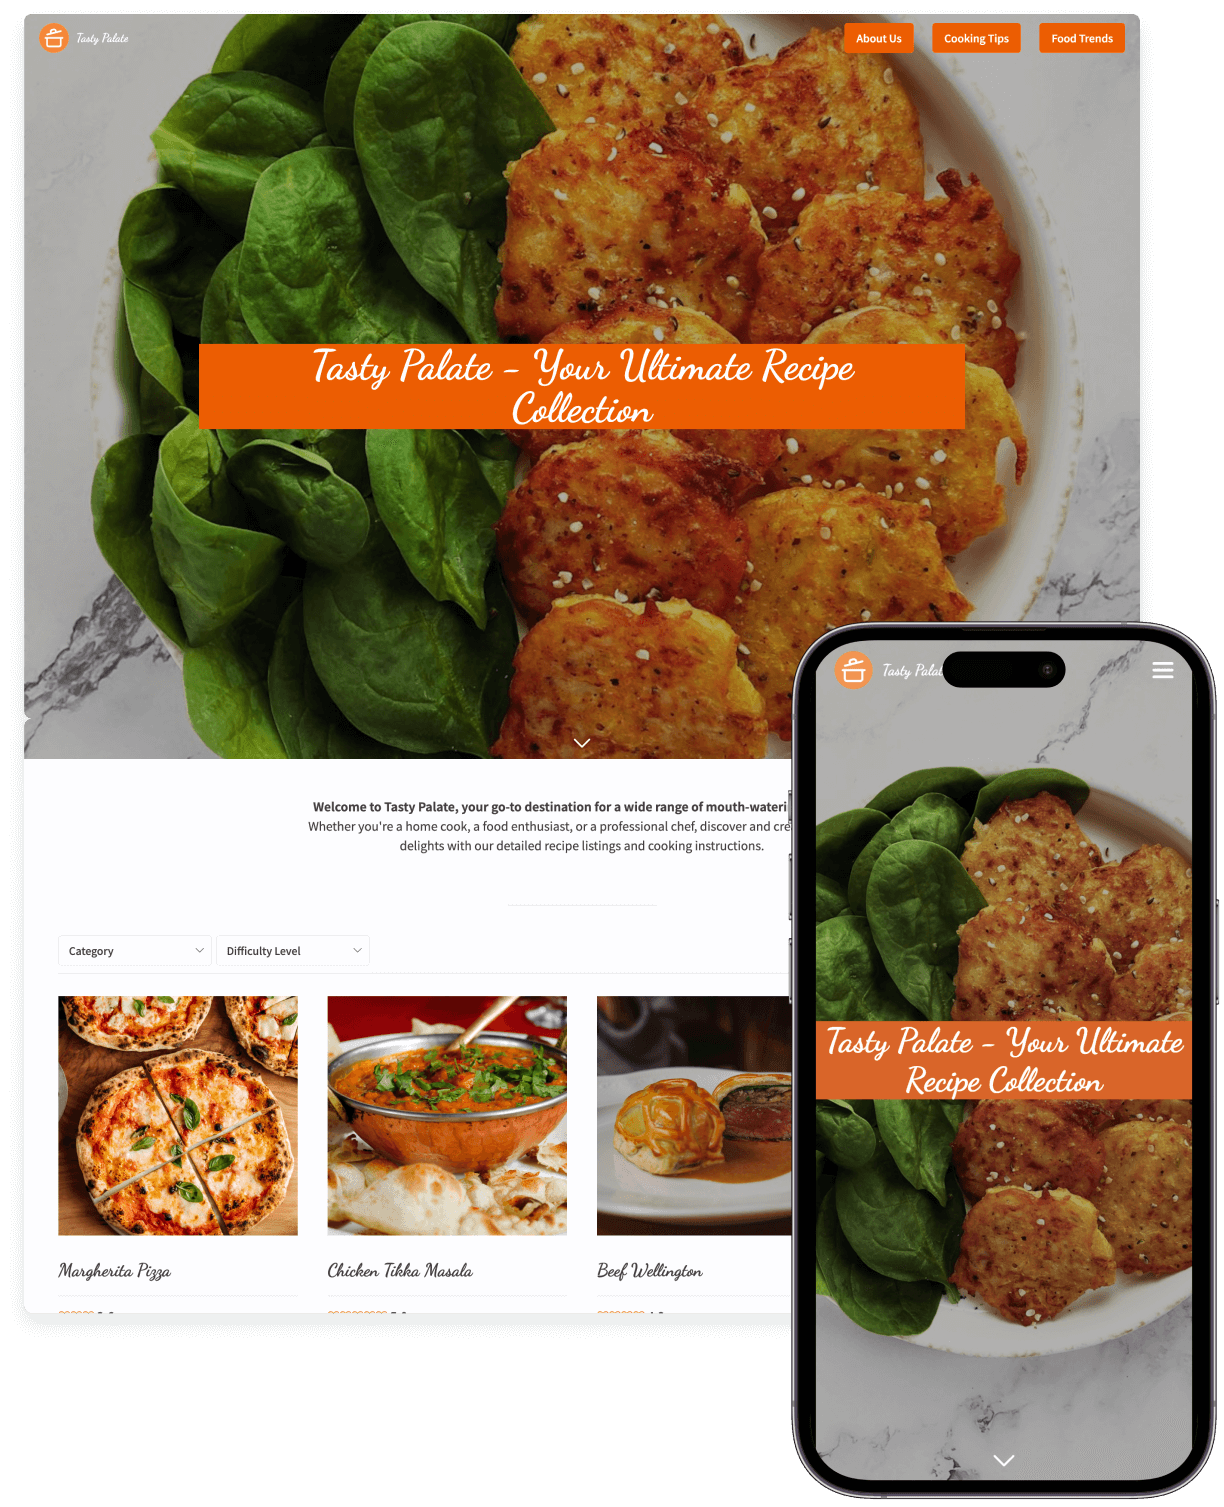 Tasty Palate
About Us
Cooking Tips
Food Trends
Tasty Palate - Your Ultimate Recipe
Collection
Welcome to Tasty Palate, your go-to destination for a wide range of mouth-wateri
Whether you're a home cook, a food enthusiast, or a professional chef, discover and cre
delights with our detailed recipe listings and cooking instructions.
Category
Difficulty Level
Margherita Pizza
Chicken Tikka Masala
Beef Wellington
Tasty Palat
Tasty Palate - Your Ultimate
Recipe Collection